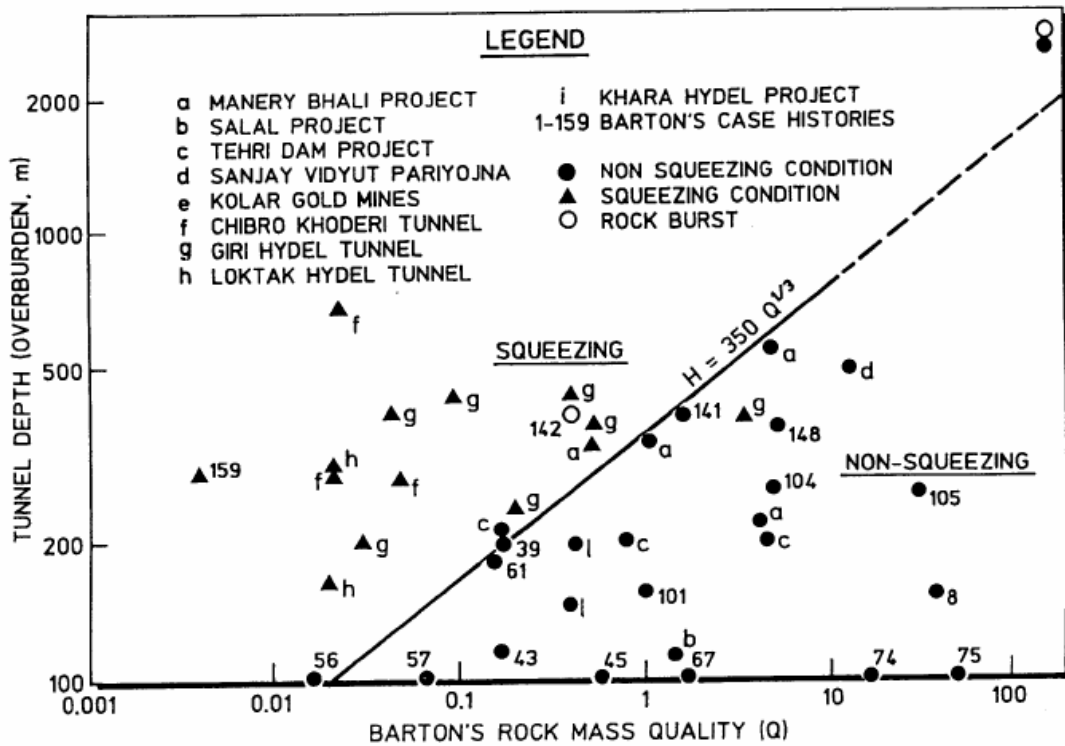 LEGEND
a MANERY BHALI PROJECT
b SALAL PROJECT
c TEHRI DAM PROJECT
d SANJAY VIDYUT PARIYOJNA
e KOLAR GOLD MINES
f CHIBRO KHODERI TUNNEL
g GIRI HYDEL TUNNEL
h LOKTAK HYDEL TUNNEL
i KHARA HYDEL PROJECT
1-159 BARTON'S CASE HISTORIES
● NON SQUEEZING CONDITION
▲ SQUEEZING CONDITION
○ ROCK BURST
TUNNEL DEPTH (OVERBURDEN, m)
2000
1000
500
200
100
f
SQUEEZING
H = 350 Q^1/3
a
d
g
g
g
142
g
141
g
148
a
a
159
h
f
f
NON-SQUEEZING
104
105
g
c
a
g
39
l
c
c
61
h
l
101
8
43
b
56
57
45
67
74
75
0.001
0.01
0.1
1
10
100
BARTON'S ROCK MASS QUALITY (Q)